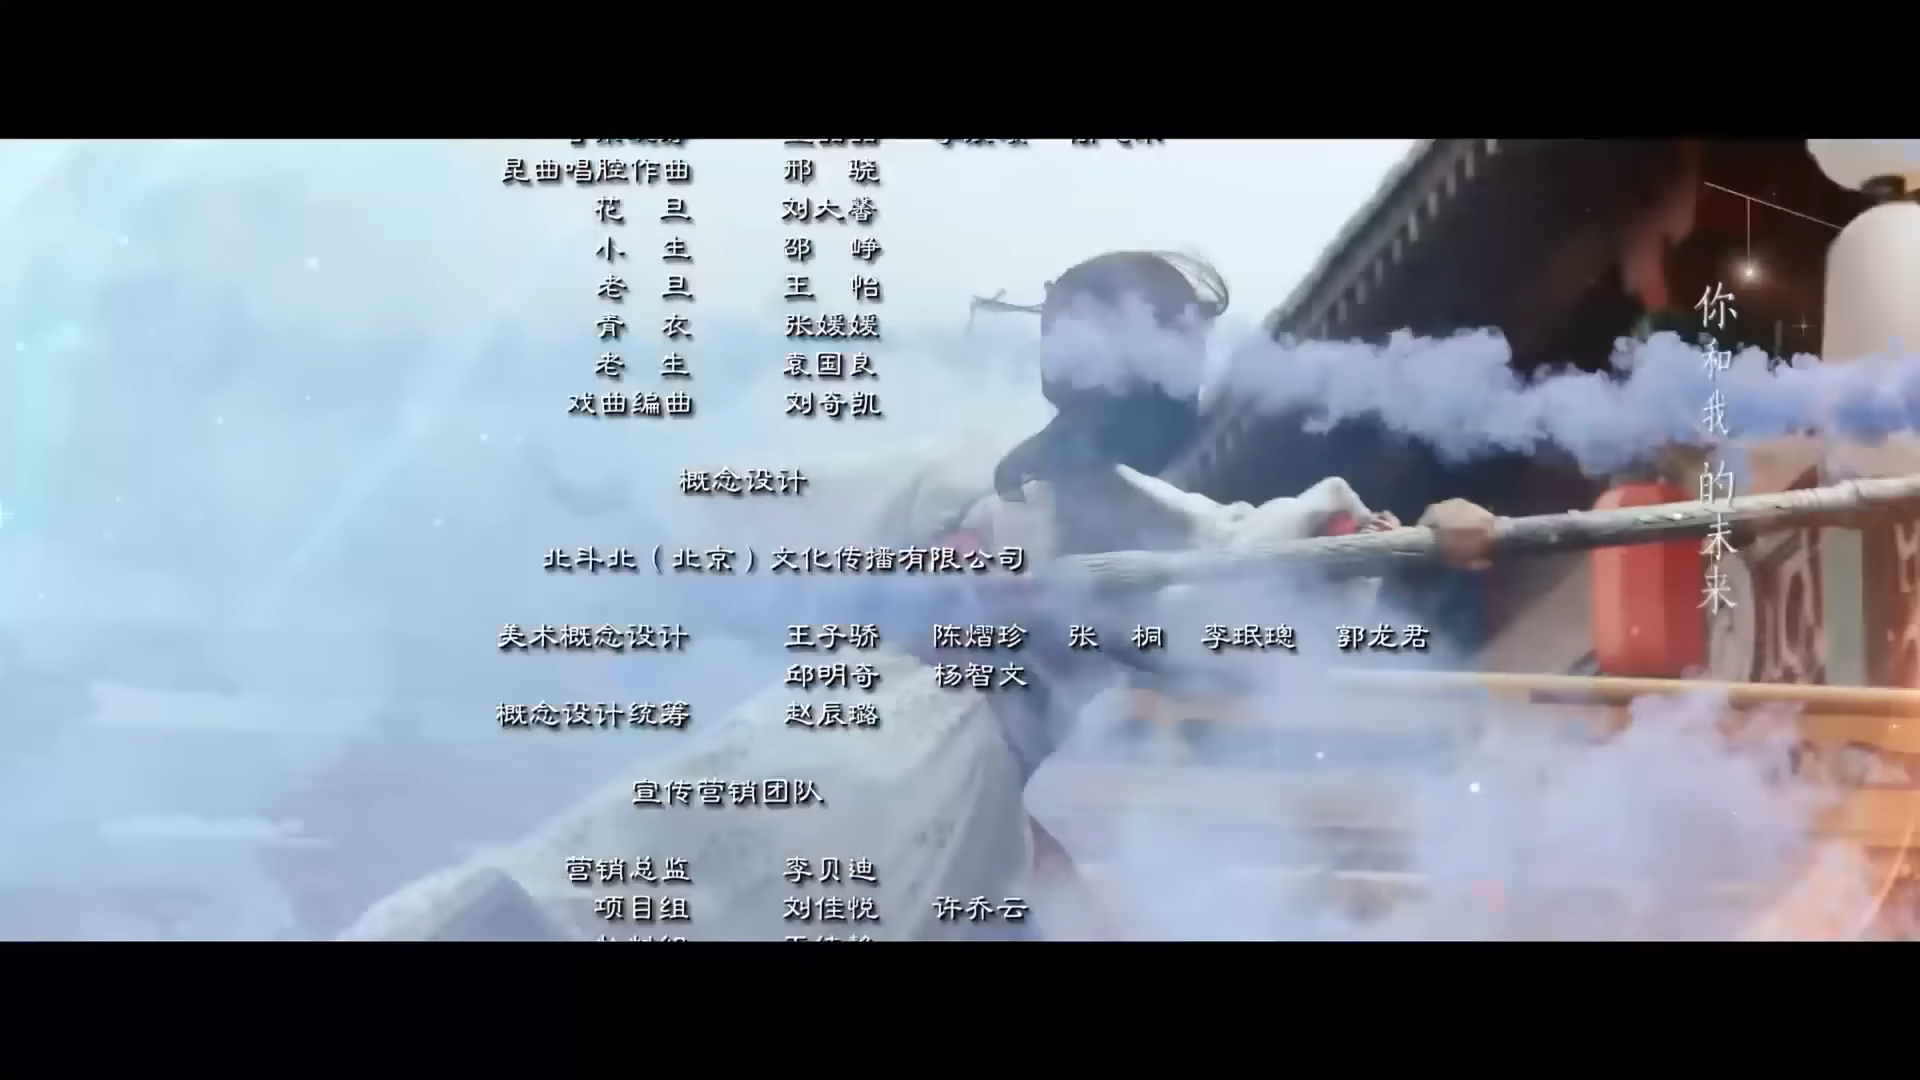 昆曲唱腔作曲 邢 骁
花 旦 刘大馨
小 生 邵 峥
老 旦 王 怡
青 衣 张媛媛
老 生 袁国良
戏曲编曲 刘奇凯
概念设计
北斗北（北京）文化传播有限公司
美术概念设计 王子骄 陈熠珍 张 桐 李珉璁 郭龙君
邱明奇 杨智文
概念设计统筹 赵辰璐
宣传营销团队
营销总监 李贝迪
项目组 刘佳悦 许乔云
你和我的未来